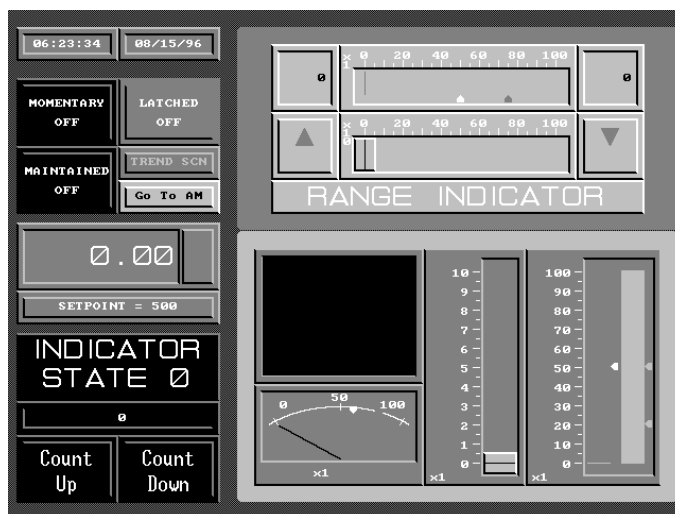 06:23:34
08/15/96
MOMENTARY
OFF
LATCHED
OFF
MAINTAINED
OFF
TREND SCN
Go To AM
0.00
SETPOINT = 500
INDICATOR
STATE 0
0
Count
Up
Count
Down
0
x1
0 20 40 60 80 100
0
x10
0 20 40 60 80 100
RANGE INDICATOR
0 50 100
x1
10
9
8
7
6
5
4
3
2
1
0
x1
100
90
80
70
60
50
40
30
20
10
0
x1